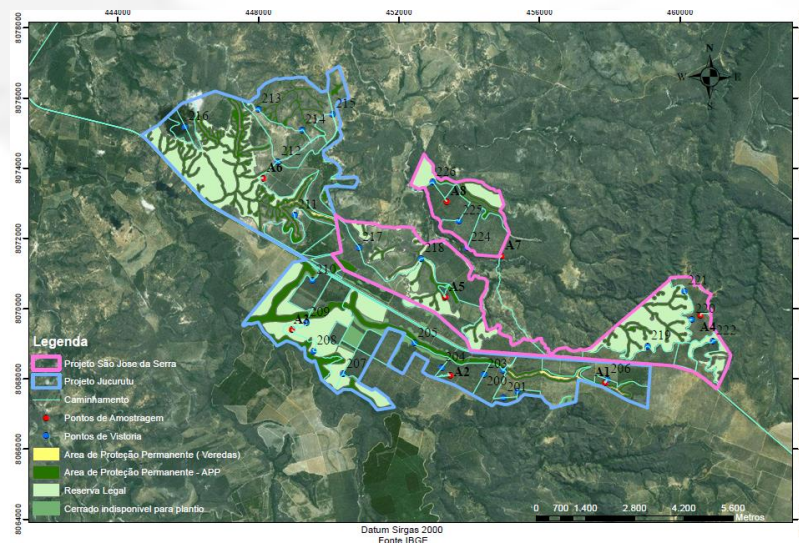 444000 448000 452000 456000 460000
8078000
8076000
8074000
8072000
8070000
8068000
8066000
8064000
N
W E
S
213
215
214
216
212
A6
211
226
A8
225
224
A7
217
218
A5
210
209
A3
208
207
205
204
A2
203
200
201
A1
206
221
220
A4
222
219
Legenda
Projeto São Jose da Serra
Projeto Jucurutu
Caminhamento
Pontos de Amostragem
Pontos de Vistoria
Area de Proteção Permanente ( Veredas)
Area de Proteção Permanente - APP
Reserva Legal
Cerrado indisponivel para plantio
0 700 1.400 2.800 4.200 5.600
Metros
Datum Sirgas 2000
Fonte IBGE